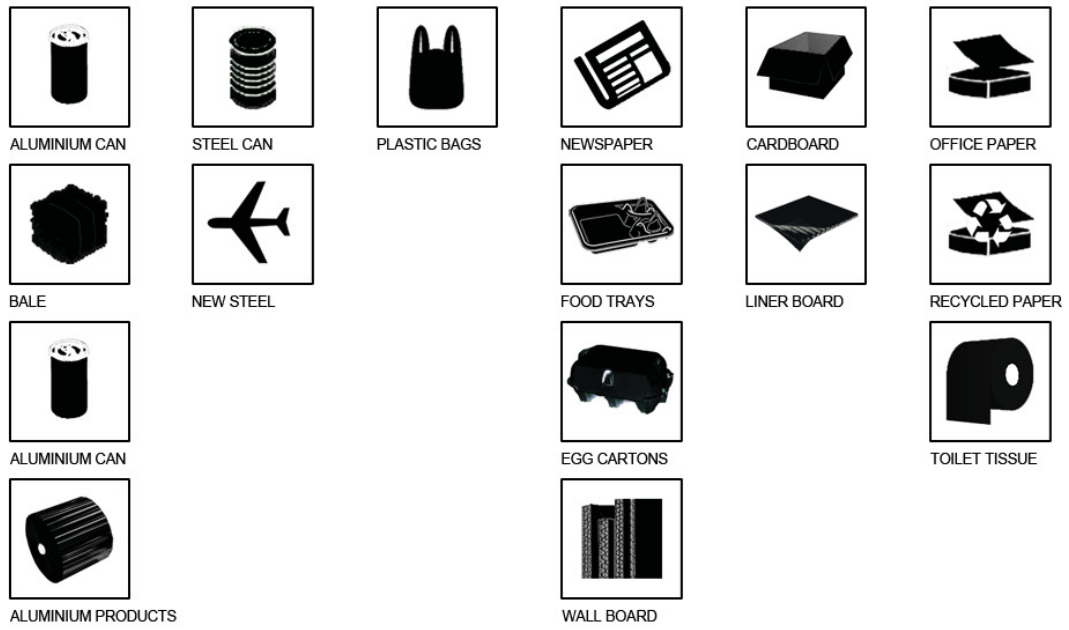 ALUMINIUM CAN
STEEL CAN
PLASTIC BAGS
NEWSPAPER
CARDBOARD
OFFICE PAPER
BALE
NEW STEEL
FOOD TRAYS
LINER BOARD
RECYCLED PAPER
ALUMINIUM CAN
EGG CARTONS
TOILET TISSUE
ALUMINIUM PRODUCTS
WALL BOARD